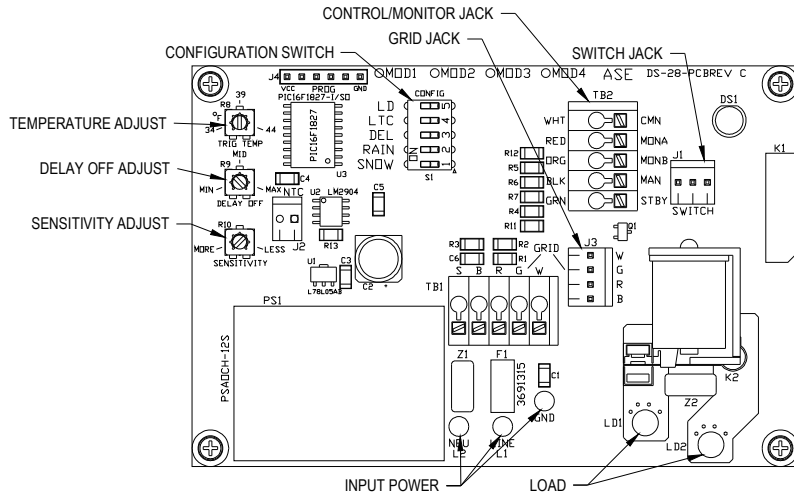 CONTROL/MONITOR JACK
GRID JACK
CONFIGURATION SWITCH
SWITCH JACK
J4
VCC PROG GND
MOD1 MOD2 MOD3 MOD4 ASE DS-28-PCBREV C
CONFIG
LD 5
LTC 4
DEL 3
RAIN 2
SNOW 1
ON
S1
PIC16F1827-I/SO
PIC16F1827
U3
TEMPERATURE ADJUST
39
R8
°F
34 44
TRIG TEMP
DELAY OFF ADJUST
MID
R9
MIN MAX
DELAY OFF
SENSITIVITY ADJUST
R10
MORE LESS
SENSITIVITY
C4
NTC
J2
U2 LM2904
R13
C5
U1
L78L05AB
C3
C2
+
TB2
WHT CMN
RED MONA
ORG MONB
BLK MAN
GRN STBY
DS1
K1
J1
SWITCH
R12
R5
R6
R7
R4
R11
Q1
R3 R2
C6 R1
GRID
S B R G W
TB1
J3
W
G
R
B
PS1
PSAOCH-12S
Z1
F1
3691315
C1
GND
NEU
L2
LINE
L1
K2
Z2
LD1
LD2
INPUT POWER
LOAD